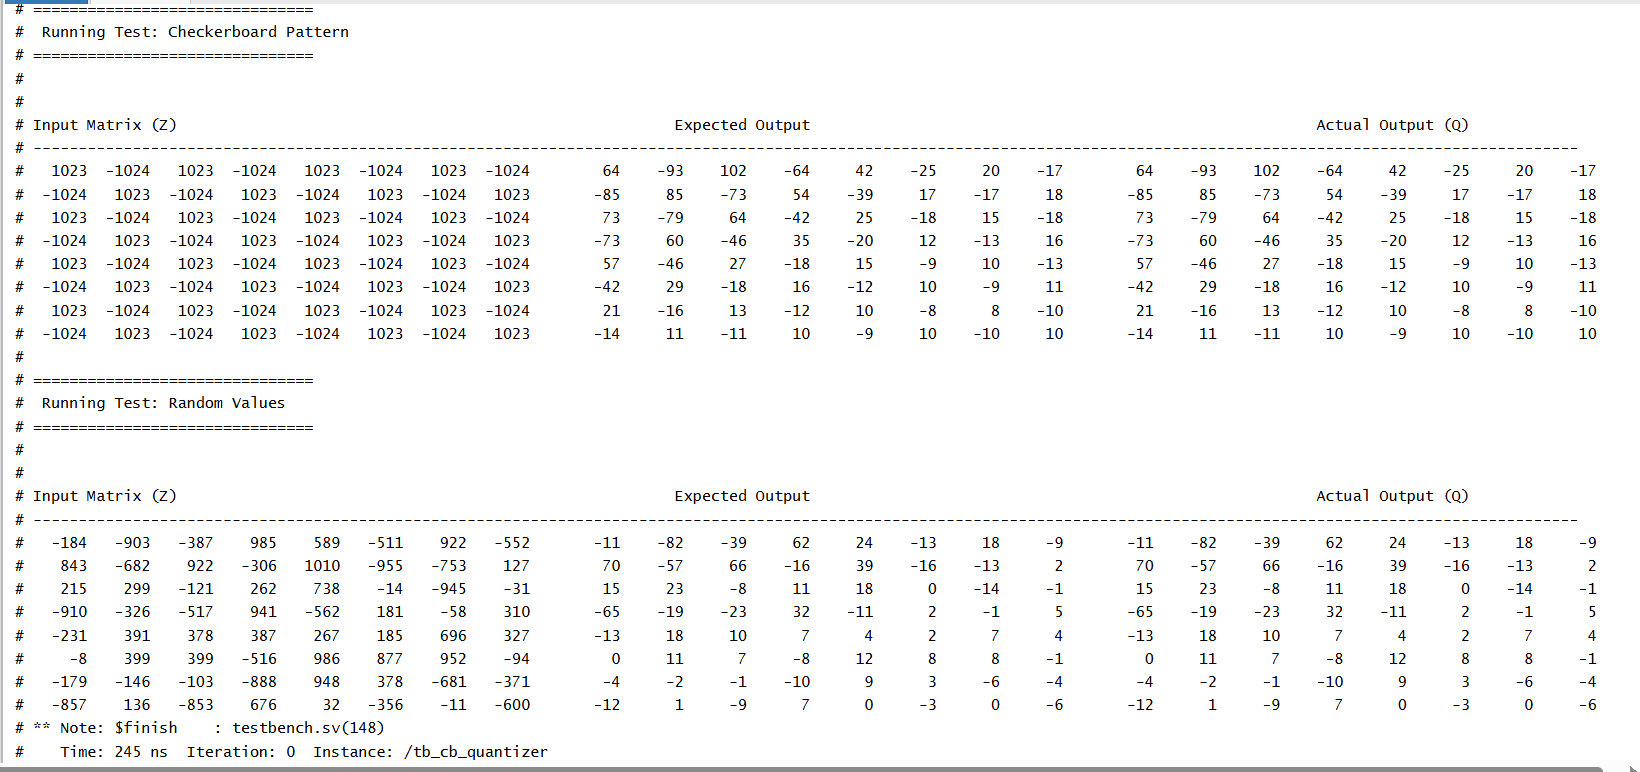 # ===============================
#  Running Test: Checkerboard Pattern
# ===============================
#
#
# Input Matrix (Z) Expected Output Actual Output (Q)
# ---------------------------------------------------------------------------------------------------------------------------------------------------------------------------
# 1023 -1024 1023 -1024 1023 -1024 1023 -1024 64 -93 102 -64 42 -25 20 -17 64 -93 102 -64 42 -25 20 -17
# -1024 1023 -1024 1023 -1024 1023 -1024 1023 -85 85 -73 54 -39 17 -17 18 -85 85 -73 54 -39 17 -17 18
# 1023 -1024 1023 -1024 1023 -1024 1023 -1024 73 -79 64 -42 25 -18 15 -18 73 -79 64 -42 25 -18 15 -18
# -1024 1023 -1024 1023 -1024 1023 -1024 1023 -73 60 -46 35 -20 12 -13 16 -73 60 -46 35 -20 12 -13 16
# 1023 -1024 1023 -1024 1023 -1024 1023 -1024 57 -46 27 -18 15 -9 10 -13 57 -46 27 -18 15 -9 10 -13
# -1024 1023 -1024 1023 -1024 1023 -1024 1023 -42 29 -18 16 -12 10 -9 11 -42 29 -18 16 -12 10 -9 11
# 1023 -1024 1023 -1024 1023 -1024 1023 -1024 21 -16 13 -12 10 -8 8 -10 21 -16 13 -12 10 -8 8 -10
# -1024 1023 -1024 1023 -1024 1023 -1024 1023 -14 11 -11 10 -9 10 -10 10 -14 11 -11 10 -9 10 -10 10
#
# ===============================
#  Running Test: Random Values
# ===============================
#
#
# Input Matrix (Z) Expected Output Actual Output (Q)
# ---------------------------------------------------------------------------------------------------------------------------------------------------------------------------
# -184 -903 -387 985 589 -511 922 -552 -11 -82 -39 62 24 -13 18 -9 -11 -82 -39 62 24 -13 18 -9
# 843 -682 922 -306 1010 -955 -753 127 70 -57 66 -16 39 -16 -13 2 70 -57 66 -16 39 -16 -13 2
# 215 299 -121 262 738 -14 -945 -31 15 23 -8 11 18 0 -14 -1 15 23 -8 11 18 0 -14 -1
# -910 -326 -517 941 -562 181 -58 310 -65 -19 -23 32 -11 2 -1 5 -65 -19 -23 32 -11 2 -1 5
# -231 391 378 387 267 185 696 327 -13 18 10 7 4 2 7 4 -13 18 10 7 4 2 7 4
# -8 399 399 -516 986 877 952 -94 0 11 7 -8 12 8 8 -1 0 11 7 -8 12 8 8 -1
# -179 -146 -103 -888 948 378 -681 -371 -4 -2 -1 -10 9 3 -6 -4 -4 -2 -1 -10 9 3 -6 -4
# -857 136 -853 676 32 -356 -11 -600 -12 1 -9 7 0 -3 0 -6 -12 1 -9 7 0 -3 0 -6
# ** Note: $finish    : testbench.sv(148)
#    Time: 245 ns  Iteration: 0  Instance: /tb_cb_quantizer